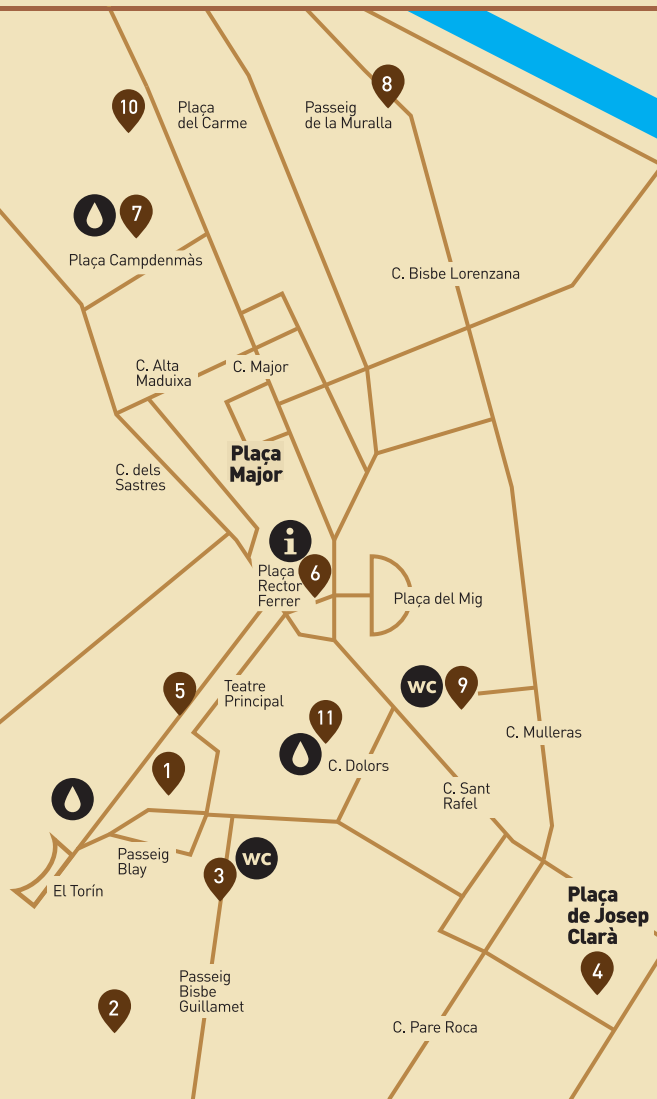 8
10
Plaça
del Carme
Passeig
de la Muralla
7
Plaça Campdenmàs
C. Bisbe Lorenzana
C. Alta
Maduixa
C. Major
Plaça
Major
C. dels
Sastres
i
Plaça
Rector
Ferrer
6
Plaça del Mig
5
Teatre
Principal
wc
9
11
C. Mulleras
1
C. Dolors
C. Sant
Rafel
Passeig
Blay
3
wc
El Torín
Plaça
de Josep
Clarà
4
Passeig
Bisbe
Guillamet
2
C. Pare Roca